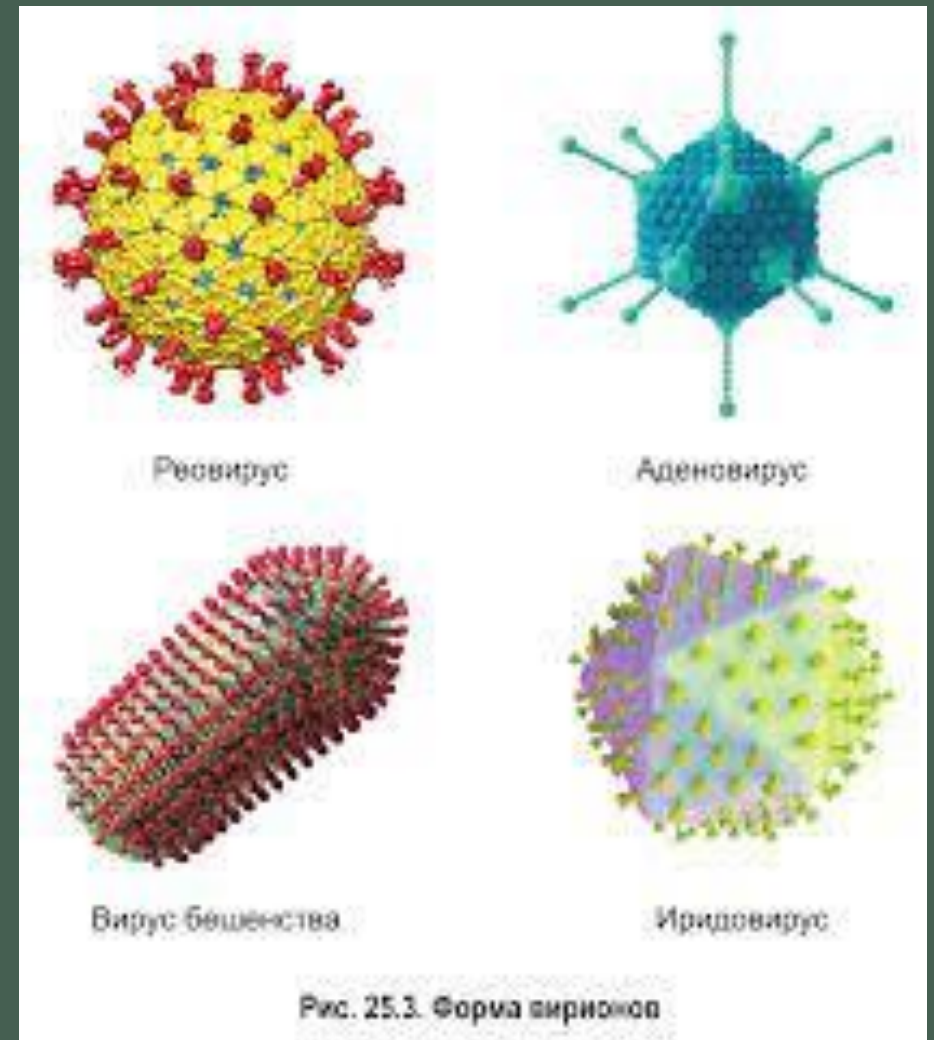 Реовирус
Аденовирус
Вирус бешенства
Иридовирус
Рис. 25.3. Форма вирионов